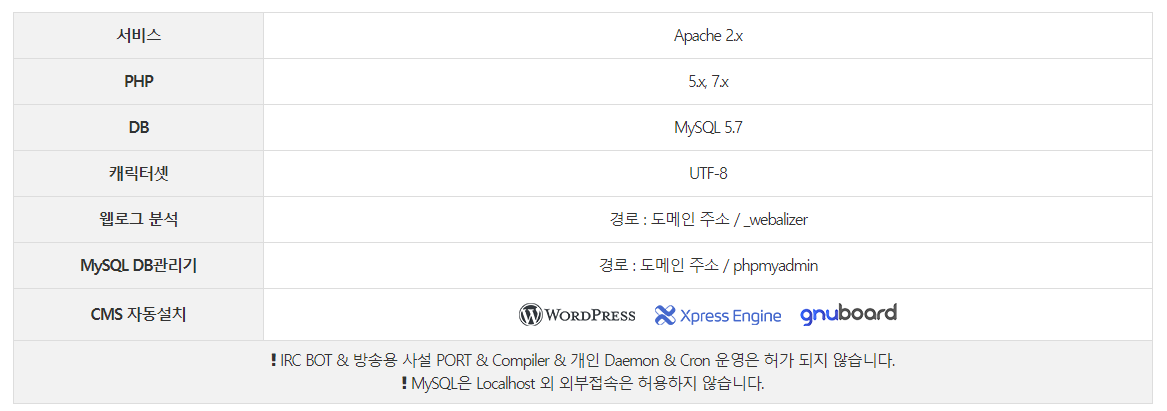 서비스 Apache 2.x
PHP 5.x, 7.x
DB MySQL 5.7
캐릭터셋 UTF-8
웹로그 분석 경로 : 도메인 주소 / _webalizer
MySQL DB관리기 경로 : 도메인 주소 / phpmyadmin
CMS 자동설치 WORDPRESS Xpress Engine gnuboard
! IRC BOT & 방송용 사설 PORT & Compiler & 개인 Daemon & Cron 운영은 허가 되지 않습니다.
! MySQL은 Localhost 외 외부접속은 허용하지 않습니다.